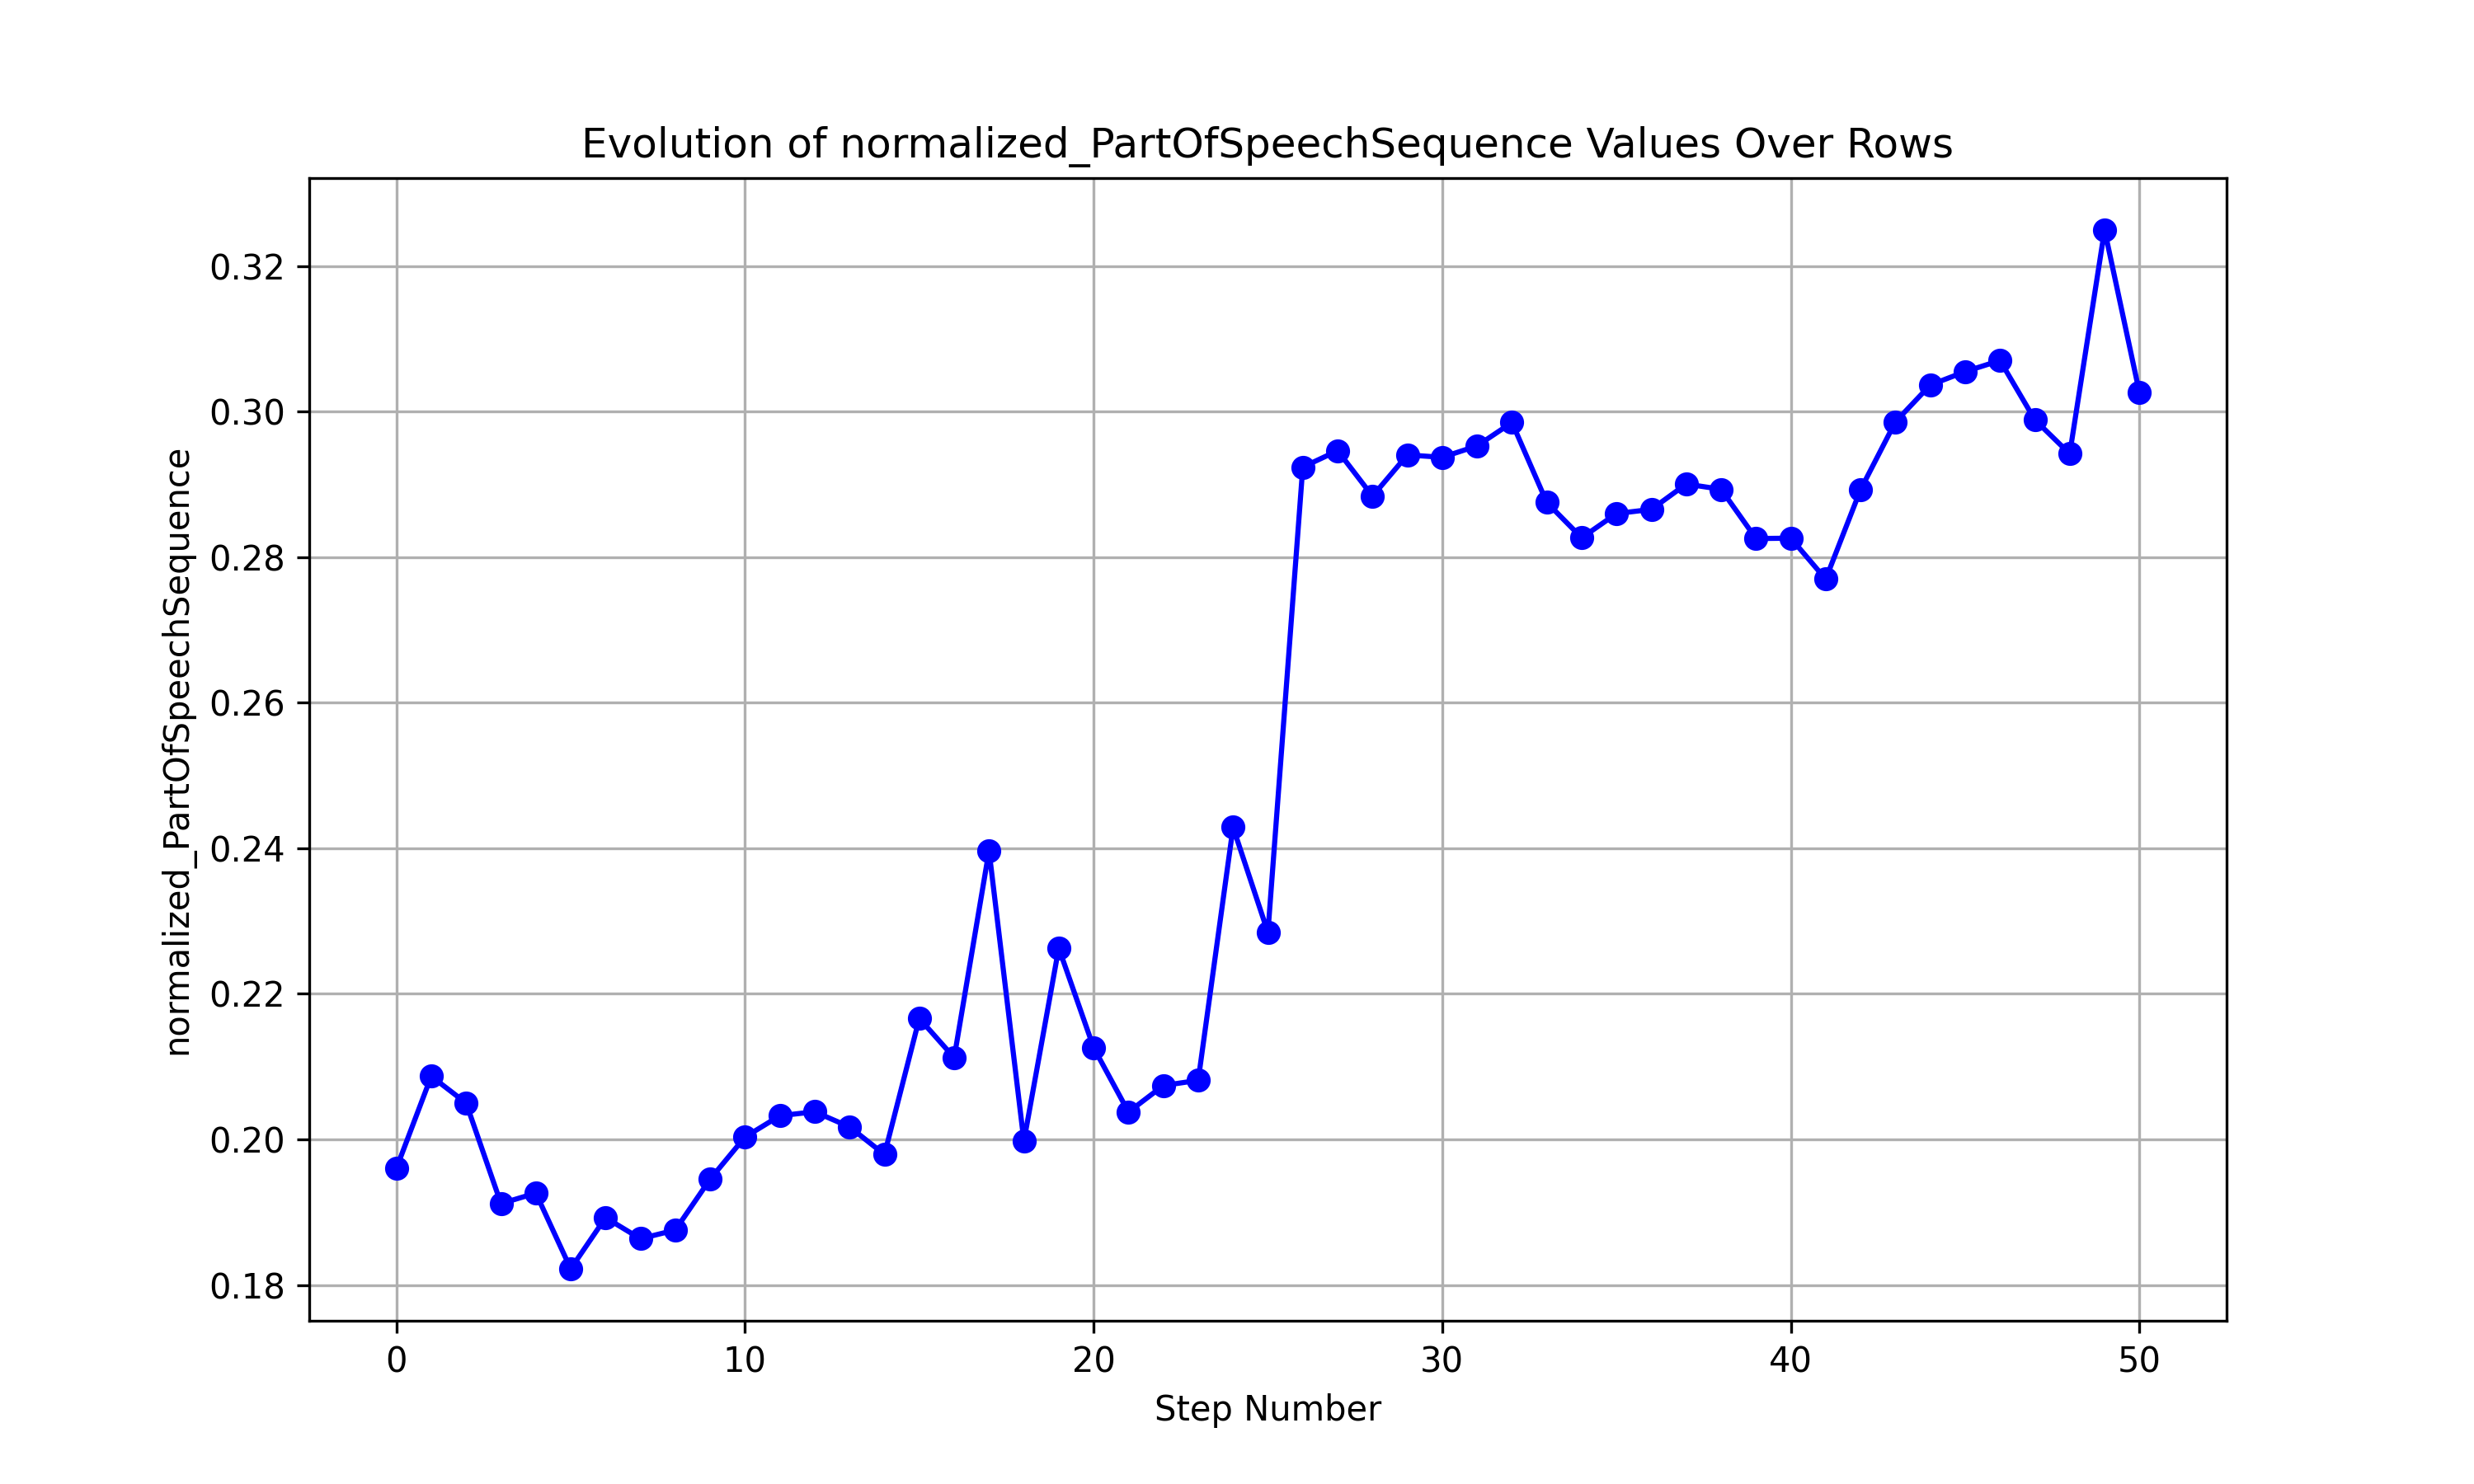 Evolution of normalized_PartOfSpeechSequence Values Over Rows
normalized_PartOfSpeechSequence
0.32
0.30
0.28
0.26
0.24
0.22
0.20
0.18
0 10 20 30 40 50
Step Number